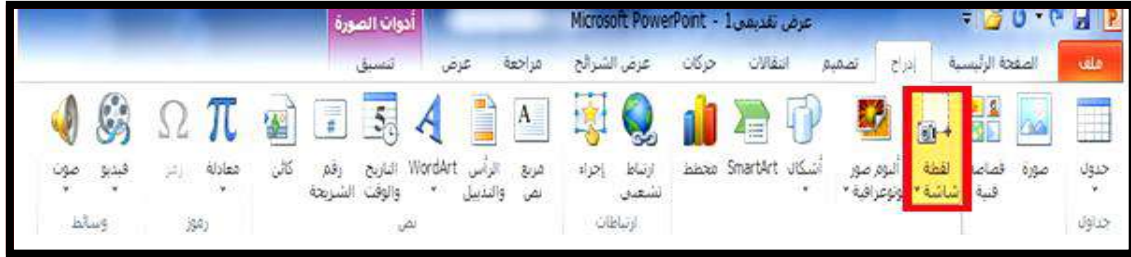 عرض تقديمي1 - Microsoft PowerPoint
أدوات الصورة
ملف الصفحة الرئيسية إدراج تصميم انتقالات حركات عرض الشرائح مراجعة عرض تنسيق
جدول صورة قصاصة فنية لقطة شاشة ألبوم صور فوتوغرافية أشكال SmartArt مخطط ارتباط تشعبي إجراء مربع نص الرأس والتذييل WordArt التاريخ والوقت رقم الشريحة كائن معادلة رمز فيديو صوت
جداول ارتباطات نص رموز وسائط